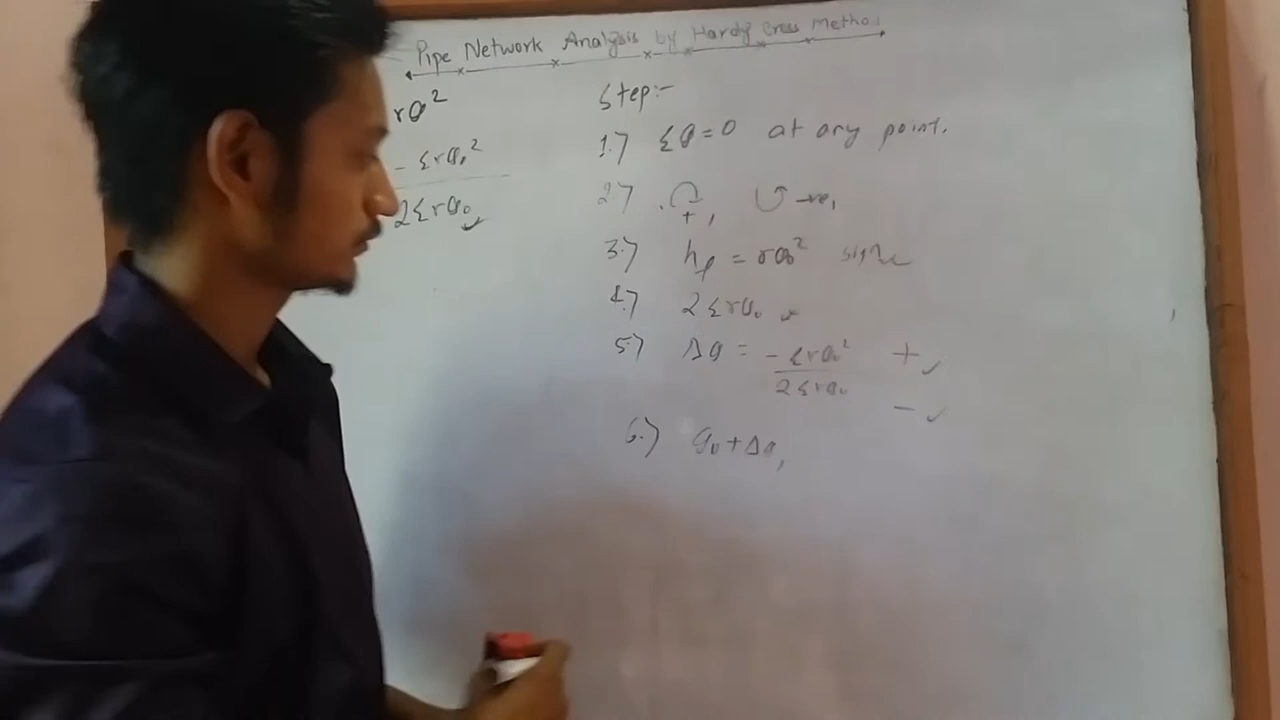 Pipe Network Analysis by Hardy Cross Method
rQ²
- ΣrQ₀²
2ΣrQ₀
Step:-
1.> ΣQ=0 at any point.
2.> +, -ve,
3.> hf = rQ₀² sign
4.> 2ΣrQ₀
5.> ΔQ = -ΣrQ₀² / 2ΣrQ₀ + -
6.> Q₀+ΔQ,